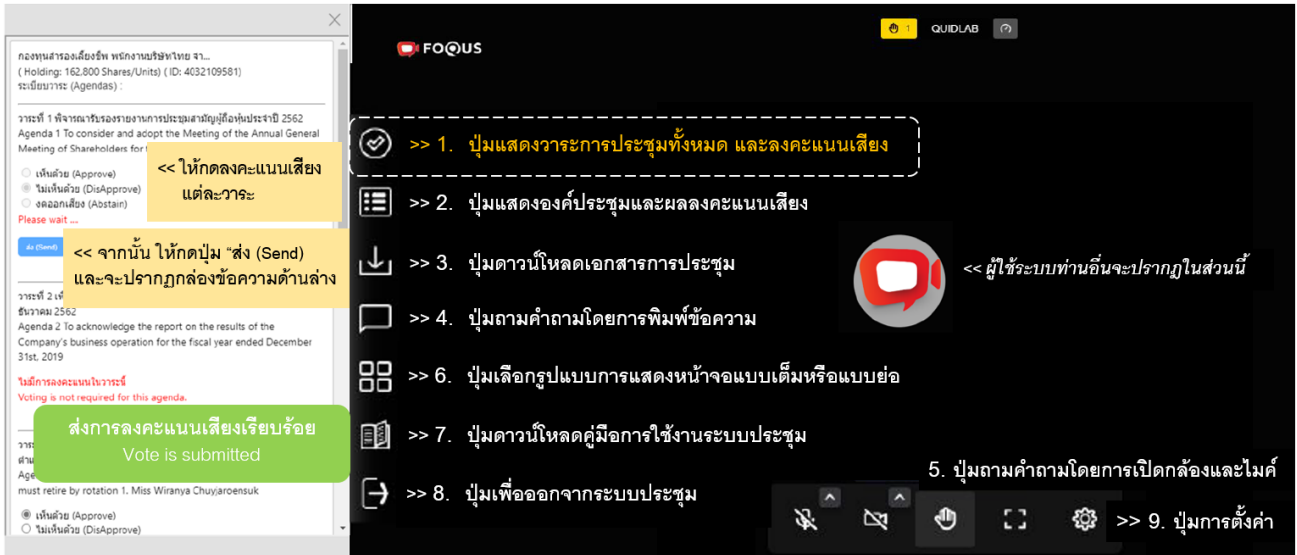 กองทุนสำรองเลี้ยงชีพ พนักงานบริษัทไทย จา...
( Holding: 162,800 Shares/Units) ( ID: 4032109581)
ระเบียบวาระ (Agendas) :
วาระที่ 1 พิจารณารับรองรายงานการประชุมสามัญผู้ถือหุ้นประจำปี 2562
Agenda 1 To consider and adopt the Meeting of the Annual General
Meeting of Shareholders for
เห็นด้วย (Approve)
ไม่เห็นด้วย (DisApprove)
งดออกเสียง (Abstain)
Please wait ...
<< ให้กดลงคะแนนเสียง
แต่ละวาระ
ส่ง (Send)
<< จากนั้น ให้กดปุ่ม “ส่ง (Send)
และจะปรากฏกล่องข้อความด้านล่าง
วาระที่ 2
ธันวาคม 2562
Agenda 2 To acknowledge the report on the results of the
Company's business operation for the fiscal year ended December
31st, 2019
ไม่มีการลงคะแนนในวาระนี้
Voting is not required for this agenda.
ส่งการลงคะแนนเสียงเรียบร้อย
Vote is submitted
must retire by rotation 1. Miss Wiranya Chuyjaroensuk
เห็นด้วย (Approve)
ไม่เห็นด้วย (DisApprove)
FOQUS
1 QUIDLAB
>> 1. ปุ่มแสดงวาระการประชุมทั้งหมด และลงคะแนนเสียง
>> 2. ปุ่มแสดงองค์ประชุมและผลลงคะแนนเสียง
>> 3. ปุ่มดาวน์โหลดเอกสารการประชุม
<< ผู้ใช้ระบบท่านอื่นจะปรากฏในส่วนนี้
>> 4. ปุ่มถามคำถามโดยการพิมพ์ข้อความ
>> 6. ปุ่มเลือกรูปแบบการแสดงหน้าจอแบบเต็มหรือแบบย่อ
>> 7. ปุ่มดาวน์โหลดคู่มือการใช้งานระบบประชุม
5. ปุ่มถามคำถามโดยการเปิดกล้องและไมค์
>> 8. ปุ่มเพื่อออกจากระบบประชุม
>> 9. ปุ่มการตั้งค่า